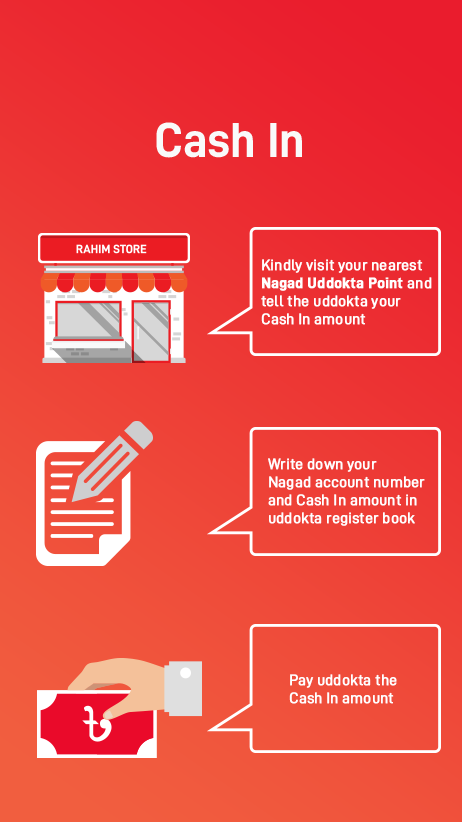 Cash In
RAHIM STORE
Kindly visit your nearest
Nagad Uddokta Point and
tell the uddokta your
Cash In amount
Write down your
Nagad account number
and Cash In amount in
uddokta register book
৳
Pay uddokta the
Cash In amount